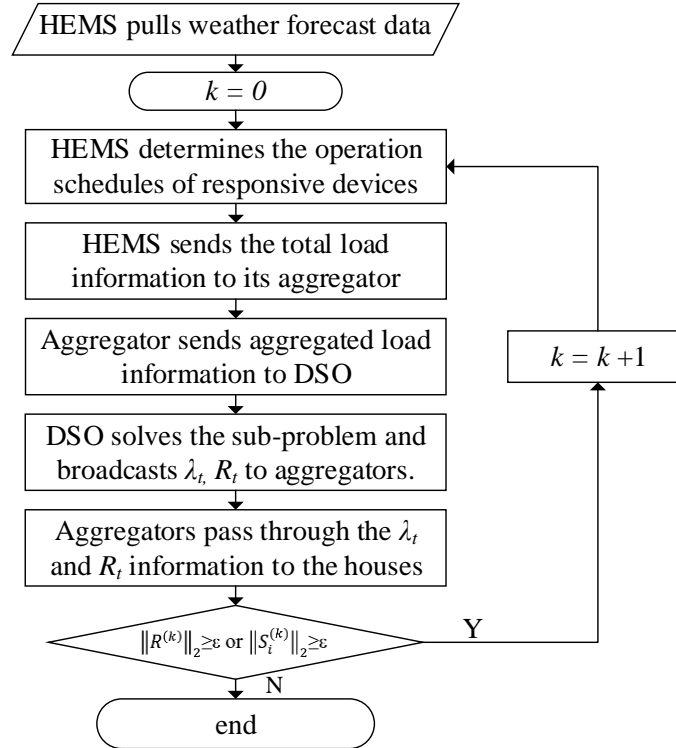 HEMS pulls weather forecast data
k = 0
HEMS determines the operation
schedules of responsive devices
HEMS sends the total load
information to its aggregator
Aggregator sends aggregated load
information to DSO
k = k +1
DSO solves the sub-problem and
broadcasts λt, Rt to aggregators.
Aggregators pass through the λt
and Rt information to the houses
‖R^(k)‖₂≥ε or ‖S_i^(k)‖₂≥ε
Y
N
end